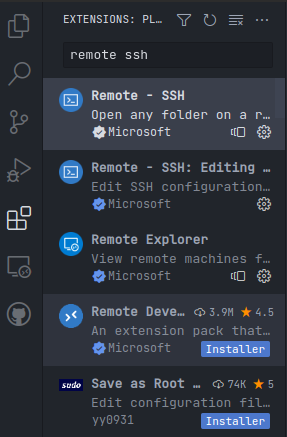 EXTENSIONS: PL...
remote ssh
Remote - SSH
Open any folder on a r...
Microsoft
Remote - SSH: Editing ...
Edit SSH configuration...
Microsoft
Remote Explorer
View remote machines f...
Microsoft
Remote Deve... 3.9M 4.5
An extension pack that...
Microsoft Installer
sudo Save as Root ... 74K 5
Edit configuration fil...
yy0931 Installer